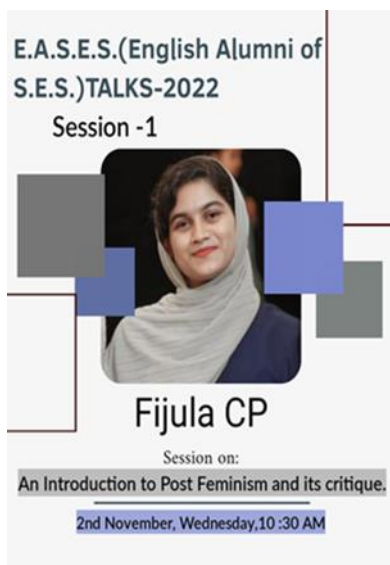 E.A.S.E.S.(English Alumni of
S.E.S.)TALKS-2022
Session -1
Fijula CP
Session on:
An Introduction to Post Feminism and its critique.
2nd November, Wednesday,10 :30 AM